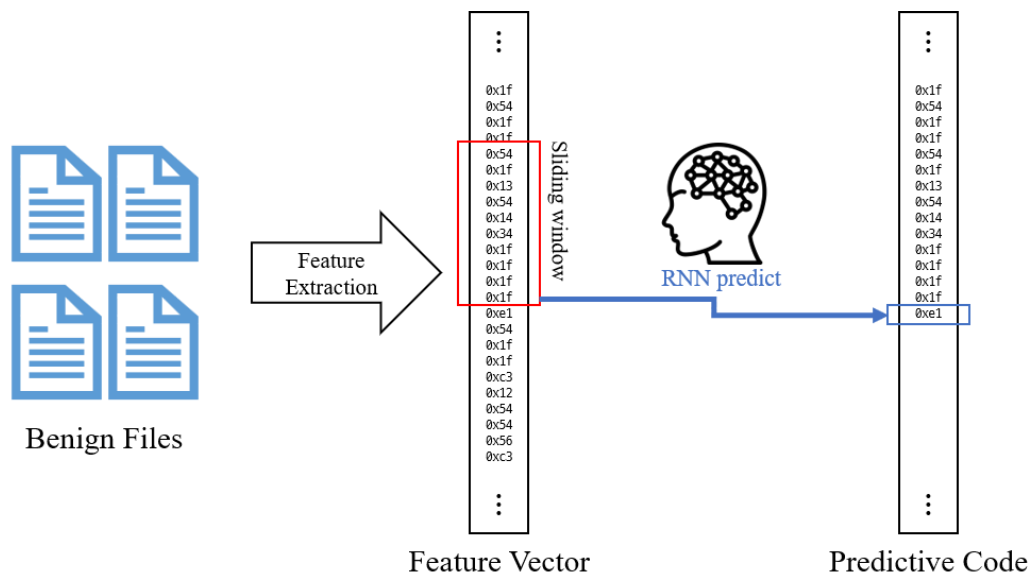 Benign Files
Feature
Extraction
⋮
0x1f
0x54
0x1f
0x1f
0x54
0x1f
0x13
0x54
0x14
0x34
0x1f
0x1f
0x1f
0x1f
0xe1
0x54
0x1f
0x1f
0xc3
0x12
0x54
0x54
0x56
0xc3
⋮
Feature Vector
Sliding window
RNN predict
⋮
0x1f
0x54
0x1f
0x1f
0x54
0x1f
0x13
0x54
0x14
0x34
0x1f
0x1f
0x1f
0x1f
0xe1
⋮
Predictive Code